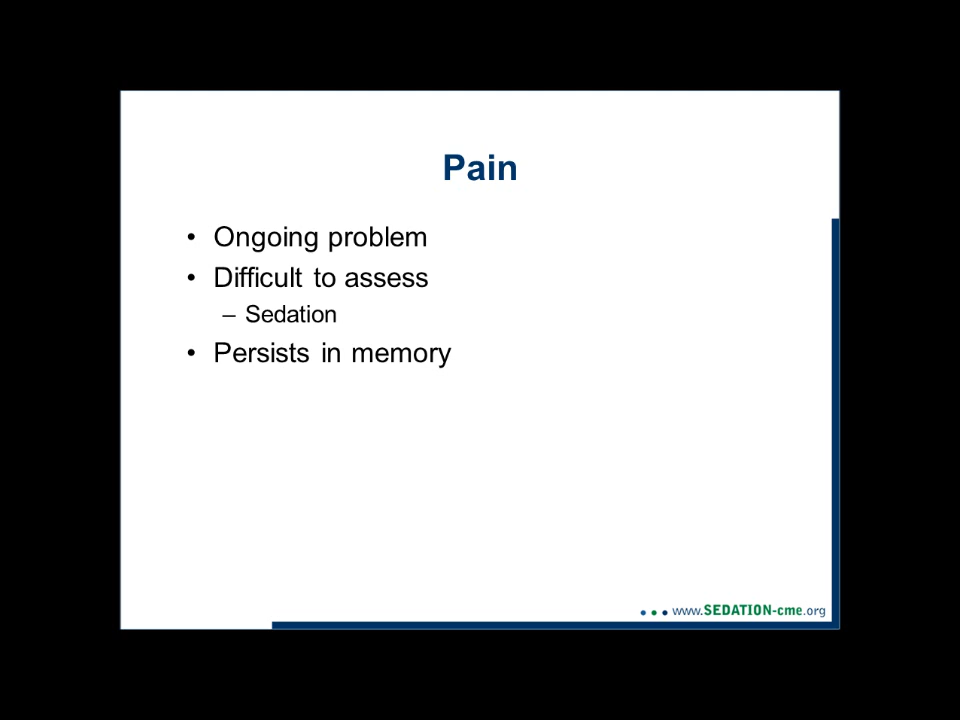 Pain
• Ongoing problem
• Difficult to assess
– Sedation
• Persists in memory
www.SEDATION-cme.org